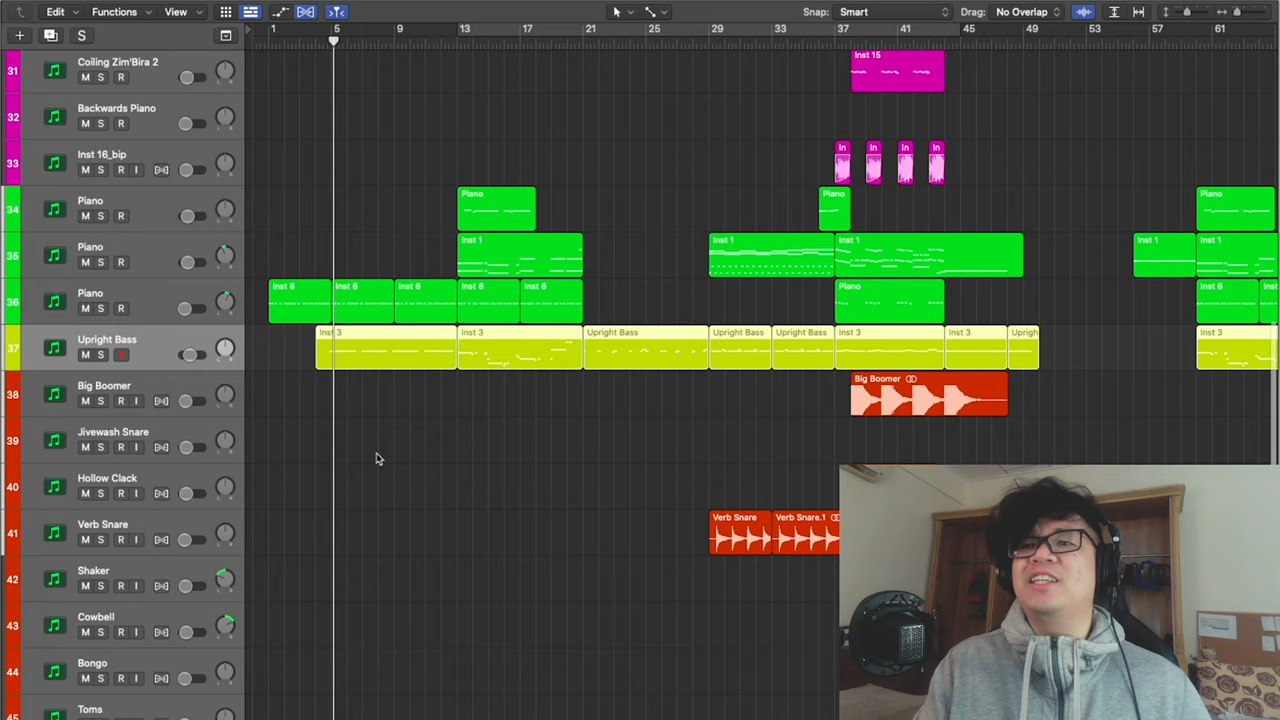 Edit Functions View Snap: Smart Drag: No Overlap
S 1 5 9 13 17 21 25 29 33 37 41 45 49 53 57 61
31 Coiling Zim'Bira 2 M S R Inst 15
32 Backwards Piano M S R
33 Inst 16_bip M S R I In In In In
34 Piano M S R Piano Piano Piano
35 Piano M S R Inst 1 Inst 1 Inst 1 Inst 1 Inst 1
36 Piano M S R Inst 6 Inst 6 Inst 6 Inst 6 Inst 6 Piano Inst 6 Inst
37 Upright Bass M S R Inst 3 Inst 3 Upright Bass Upright Bass Upright Bass Inst 3 Inst 3 Uprigh Inst 3
38 Big Boomer M S R I Big Boomer
39 Jivewash Snare M S R I
40 Hollow Clack M S R I
41 Verb Snare M S R I Verb Snare Verb Snare.1
42 Shaker M S R I
43 Cowbell M S R I
44 Bongo M S R I
45 Toms